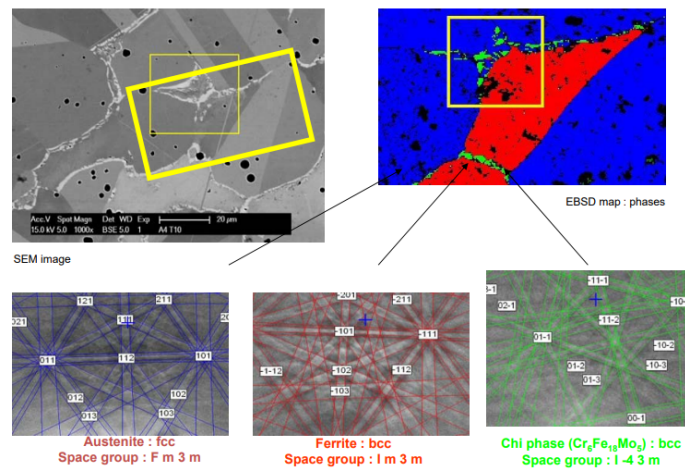 Acc.V Spot Magn Det WD Exp
15.0 kV 5.0 1000x BSE 5.0 1 A4 T10
20 µm
SEM image
EBSD map : phases
121
211
021
111
011
112
101
012
102
013
103
-201
-211
-101
-111
-1-12
-102
-112
-103
-11-1
02-1
-11-2
01-1
-10-2
01-2
01-3
-10-3
00-1
Austenite : fcc
Space group : F m 3 m
Ferrite : bcc
Space group : I m 3 m
Chi phase (Cr6Fe18Mo5) : bcc
Space group : I -4 3 m